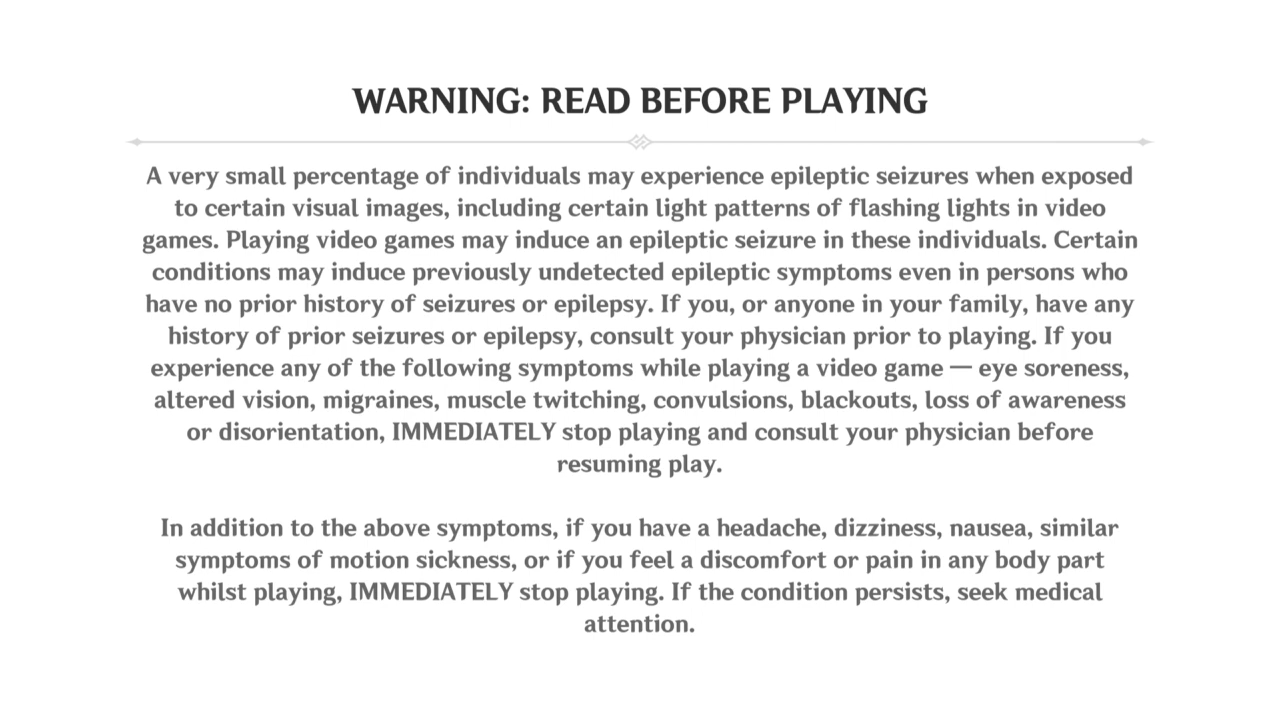 WARNING: READ BEFORE PLAYING
A very small percentage of individuals may experience epileptic seizures when exposed
to certain visual images, including certain light patterns of flashing lights in video
games. Playing video games may induce an epileptic seizure in these individuals. Certain
conditions may induce previously undetected epileptic symptoms even in persons who
have no prior history of seizures or epilepsy. If you, or anyone in your family, have any
history of prior seizures or epilepsy, consult your physician prior to playing. If you
experience any of the following symptoms while playing a video game — eye soreness,
altered vision, migraines, muscle twitching, convulsions, blackouts, loss of awareness
or disorientation, IMMEDIATELY stop playing and consult your physician before
resuming play.
In addition to the above symptoms, if you have a headache, dizziness, nausea, similar
symptoms of motion sickness, or if you feel a discomfort or pain in any body part
whilst playing, IMMEDIATELY stop playing. If the condition persists, seek medical
attention.